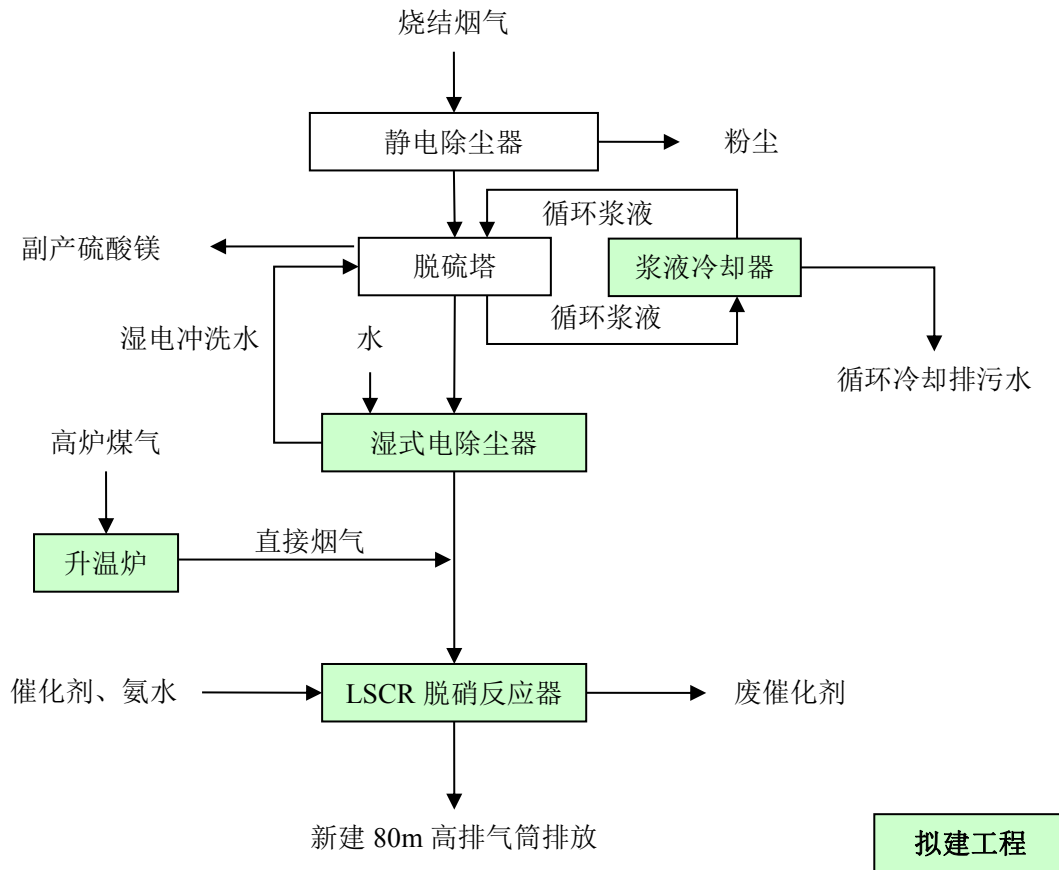 烧结烟气
静电除尘器
粉尘
循环浆液
副产硫酸镁
脱硫塔
浆液冷却器
循环浆液
湿电冲洗水
水
循环冷却排污水
湿式电除尘器
高炉煤气
直接烟气
升温炉
催化剂、氨水
LSCR 脱硝反应器
废催化剂
新建 80m 高排气筒排放
拟建工程